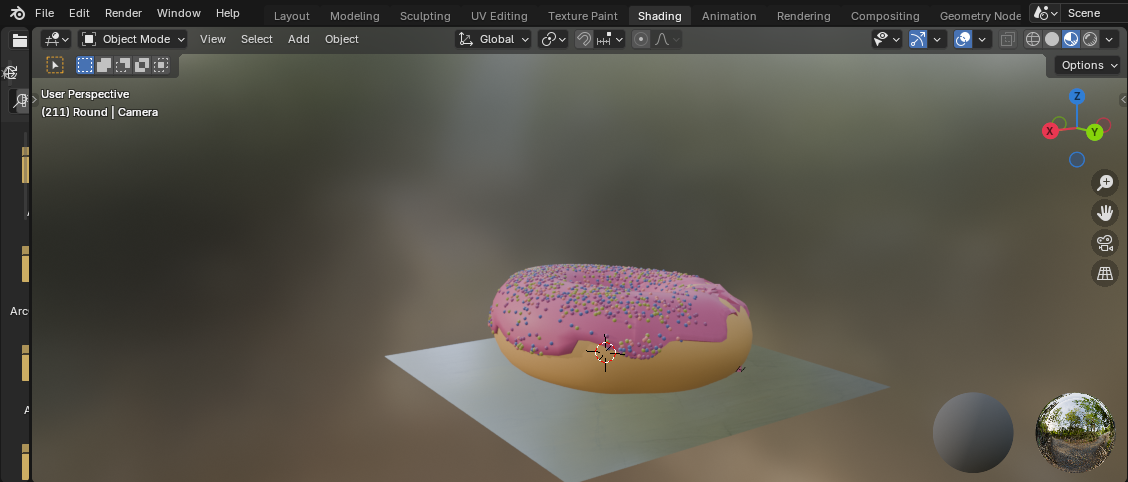 File Edit Render Window Help Layout Modeling Sculpting UV Editing Texture Paint Shading Animation Rendering Compositing Geometry Node Scene
Object Mode View Select Add Object Global
Options
User Perspective
(211) Round | Camera
Z
X Y
Arc
A